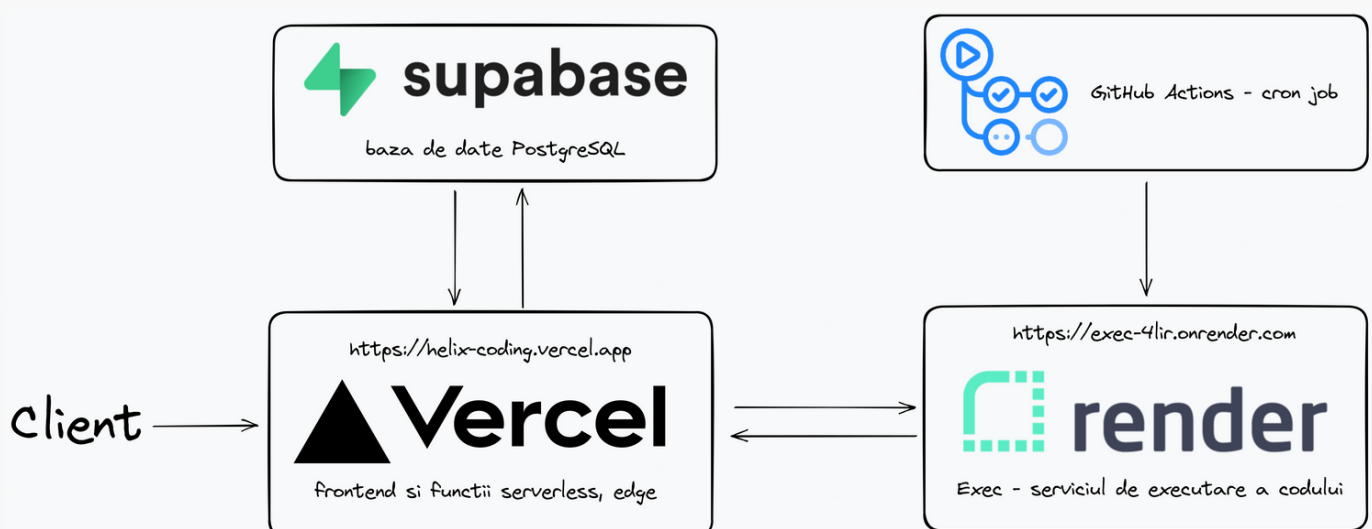 supabase
baza de date PostgreSQL
GitHub Actions - cron job
Client
https://helix-coding.vercel.app
Vercel
frontend si functii serverless, edge
https://exec-4lir.onrender.com
render
Exec - serviciul de executare a codului